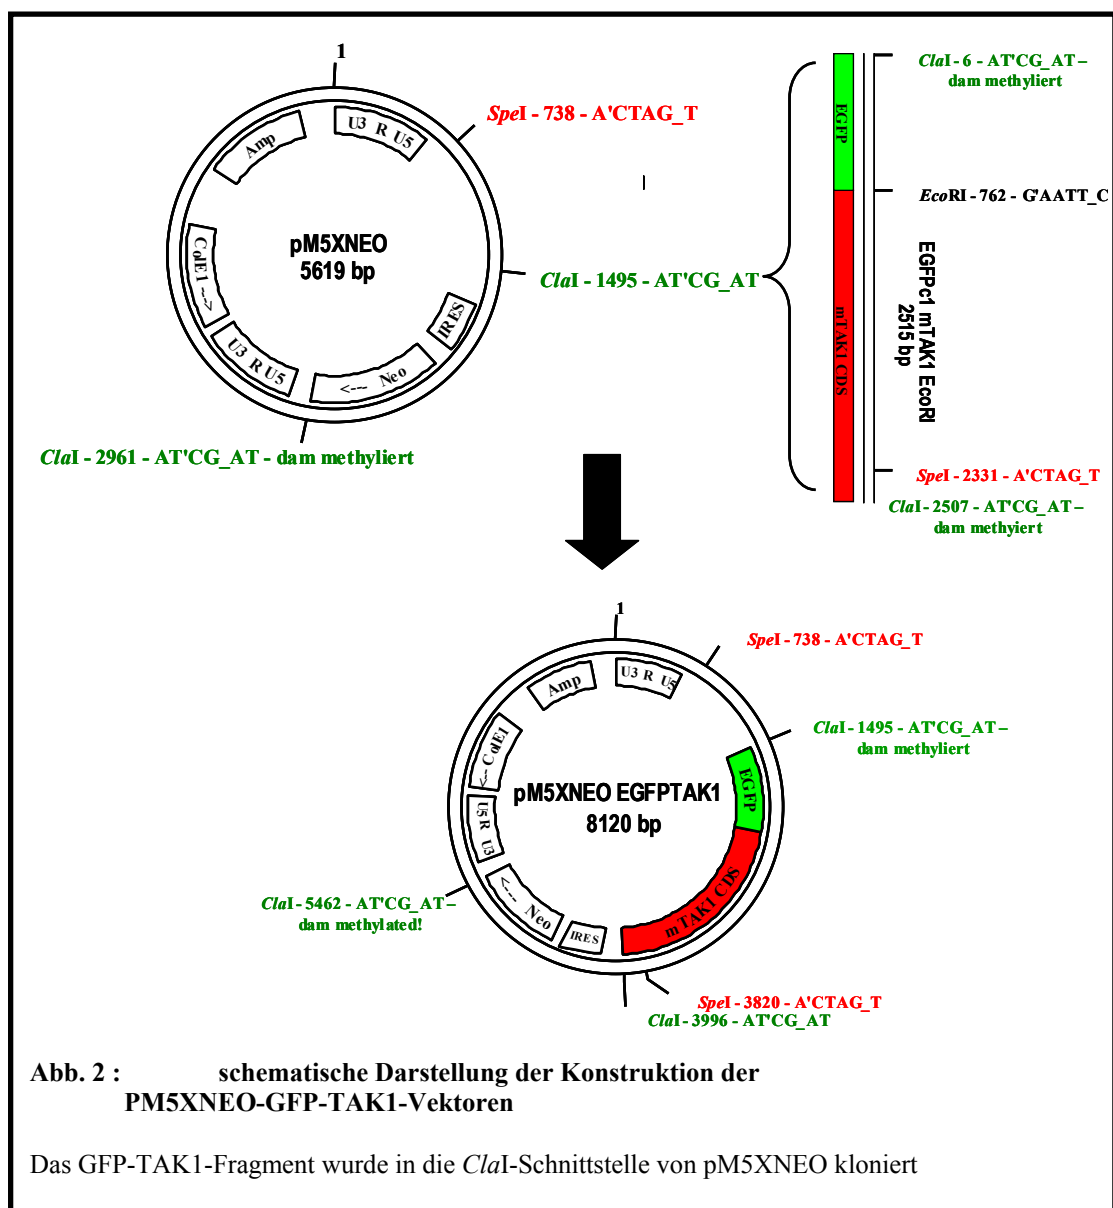 1
SpeI - 738 - A'CTAG_T
U3 R U5
Amp
pM5XNEO
5619 bp
ColE1 --->
IRES
U3 R U5
<--- Neo
ClaI - 1495 - AT'CG_AT
ClaI - 2961 - AT'CG_AT - dam methyliert
ClaI - 6 - AT'CG_AT –
dam methyliert
EGFP
EcoRI - 762 - G'AATT_C
mTAK1 CDS
EGFPc1 mTAK1 EcoRI
2515 bp
SpeI - 2331 - A'CTAG_T
ClaI - 2507 - AT'CG_AT –
dam methyiert
1
SpeI - 738 - A'CTAG_T
U3 R U5
Amp
ClaI - 1495 - AT'CG_AT –
dam methyliert
<--ColE1
EGFP
pM5XNEO EGFPTAK1
8120 bp
U5 R U3
mTAK1 CDS
ClaI - 5462 - AT'CG_AT –
dam methylated!
<--- Neo
IRES
SpeI - 3820 - A'CTAG_T
ClaI - 3996 - AT'CG_AT
Abb. 2 : schematische Darstellung der Konstruktion der
PM5XNEO-GFP-TAK1-Vektoren
Das GFP-TAK1-Fragment wurde in die ClaI-Schnittstelle von pM5XNEO kloniert